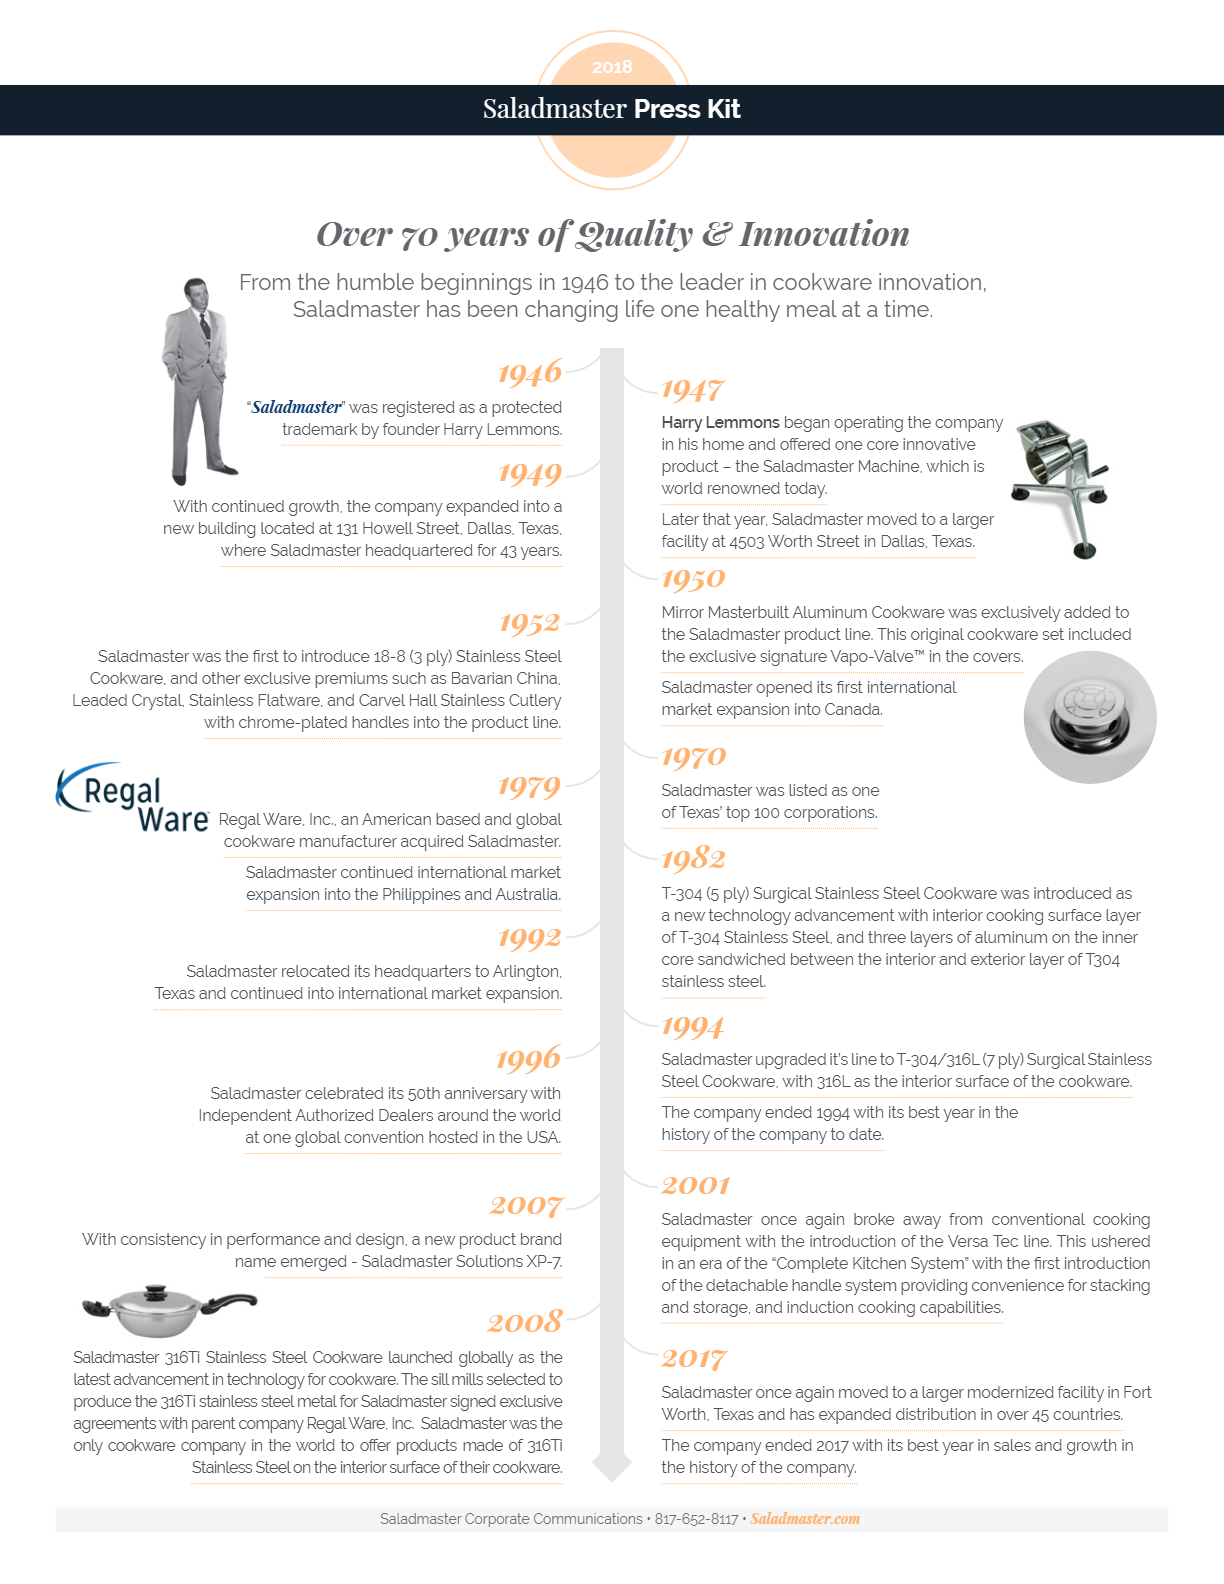 2018
Saladmaster Press Kit
Over 70 years of Quality & Innovation
From the humble beginnings in 1946 to the leader in cookware innovation,
Saladmaster has been changing life one healthy meal at a time.
1946
“Saladmaster” was registered as a protected
trademark by founder Harry Lemmons.
1947
Harry Lemmons began operating the company
in his home and offered one core innovative
product – the Saladmaster Machine, which is
world renowned today.
Later that year, Saladmaster moved to a larger
facility at 4503 Worth Street in Dallas, Texas.
1949
With continued growth, the company expanded into a
new building located at 131 Howell Street, Dallas, Texas,
where Saladmaster headquartered for 43 years.
1950
Mirror Masterbuilt Aluminum Cookware was exclusively added to
the Saladmaster product line. This original cookware set included
the exclusive signature Vapo-Valve™ in the covers.
Saladmaster opened its first international
market expansion into Canada.
1952
Saladmaster was the first to introduce 18-8 (3 ply) Stainless Steel
Cookware, and other exclusive premiums such as Bavarian China,
Leaded Crystal, Stainless Flatware, and Carvel Hall Stainless Cutlery
with chrome-plated handles into the product line.
1970
Saladmaster was listed as one
of Texas’ top 100 corporations.
Regal
Ware
1979
Regal Ware, Inc., an American based and global
cookware manufacturer acquired Saladmaster.
Saladmaster continued international market
expansion into the Philippines and Australia.
1982
T-304 (5 ply) Surgical Stainless Steel Cookware was introduced as
a new technology advancement with interior cooking surface layer
of T-304 Stainless Steel, and three layers of aluminum on the inner
core sandwiched between the interior and exterior layer of T304
stainless steel.
1992
Saladmaster relocated its headquarters to Arlington,
Texas and continued into international market expansion.
1994
Saladmaster upgraded it’s line to T-304/316L (7 ply) Surgical Stainless
Steel Cookware, with 316L as the interior surface of the cookware.
The company ended 1994 with its best year in the
history of the company to date.
1996
Saladmaster celebrated its 50th anniversary with
Independent Authorized Dealers around the world
at one global convention hosted in the USA.
2001
Saladmaster once again broke away from conventional cooking
equipment with the introduction of the Versa Tec line. This ushered
in an era of the “Complete Kitchen System” with the first introduction
of the detachable handle system providing convenience for stacking
and storage, and induction cooking capabilities.
2007
With consistency in performance and design, a new product brand
name emerged - Saladmaster Solutions XP-7.
2008
Saladmaster 316Ti Stainless Steel Cookware launched globally as the
latest advancement in technology for cookware. The sill mills selected to
produce the 316Ti stainless steel metal for Saladmaster signed exclusive
agreements with parent company Regal Ware, Inc. Saladmaster was the
only cookware company in the world to offer products made of 316Ti
Stainless Steel on the interior surface of their cookware.
2017
Saladmaster once again moved to a larger modernized facility in Fort
Worth, Texas and has expanded distribution in over 45 countries.
The company ended 2017 with its best year in sales and growth in
the history of the company.
Saladmaster Corporate Communications • 817-652-8117 • Saladmaster.com